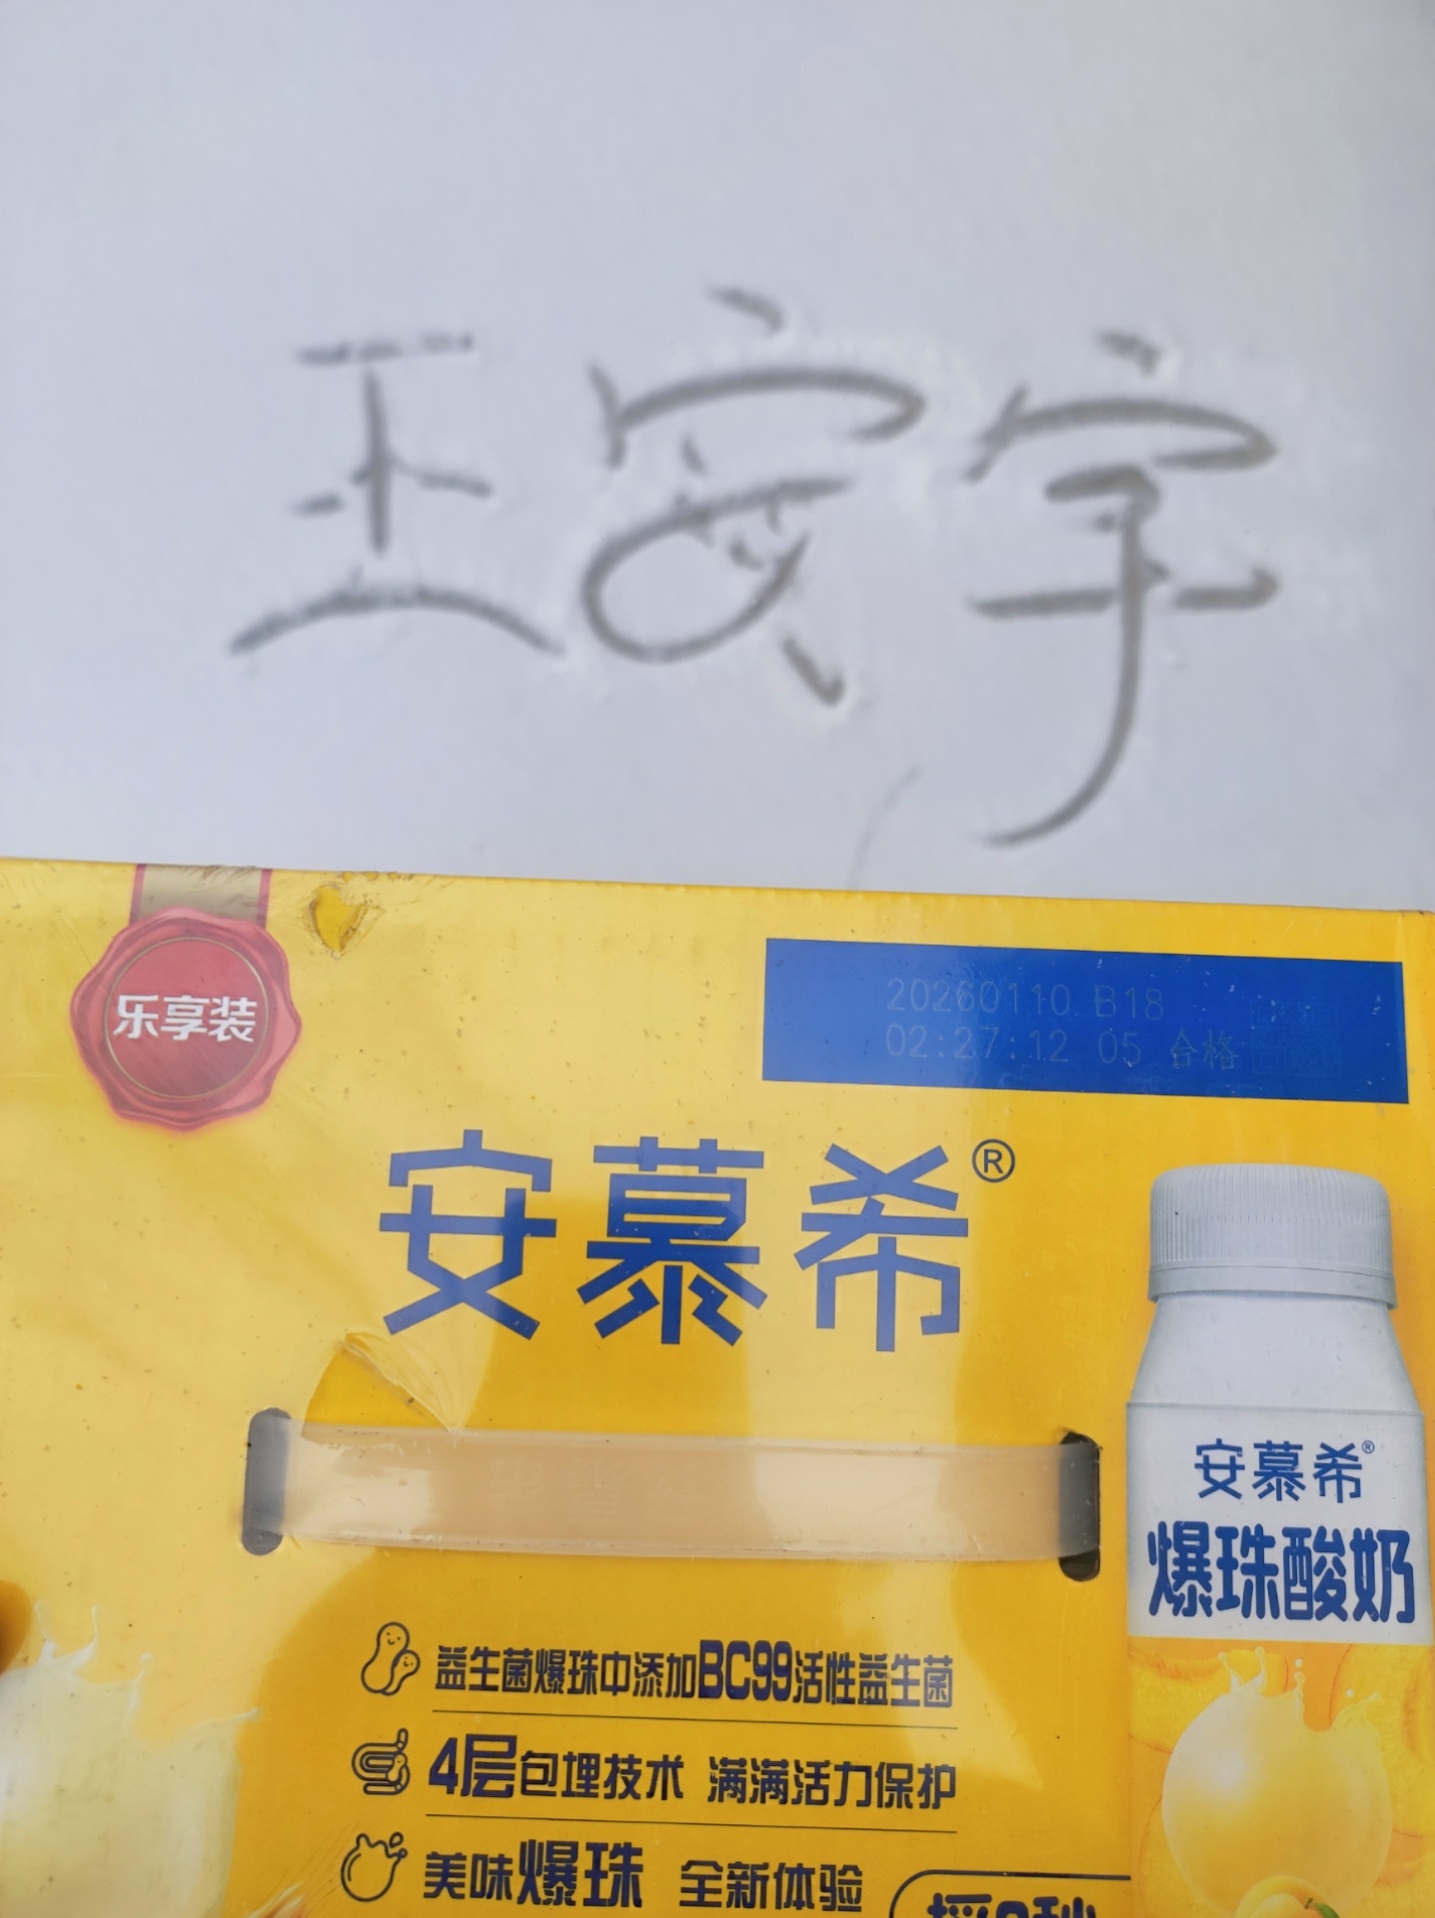 王安宇
乐享装
20260110 B18
02:27:12 05 合格
安慕希®
安慕希®
爆珠酸奶
益生菌爆珠中添加BC99活性益生菌
4层包埋技术 满满活力保护
美味爆珠 全新体验